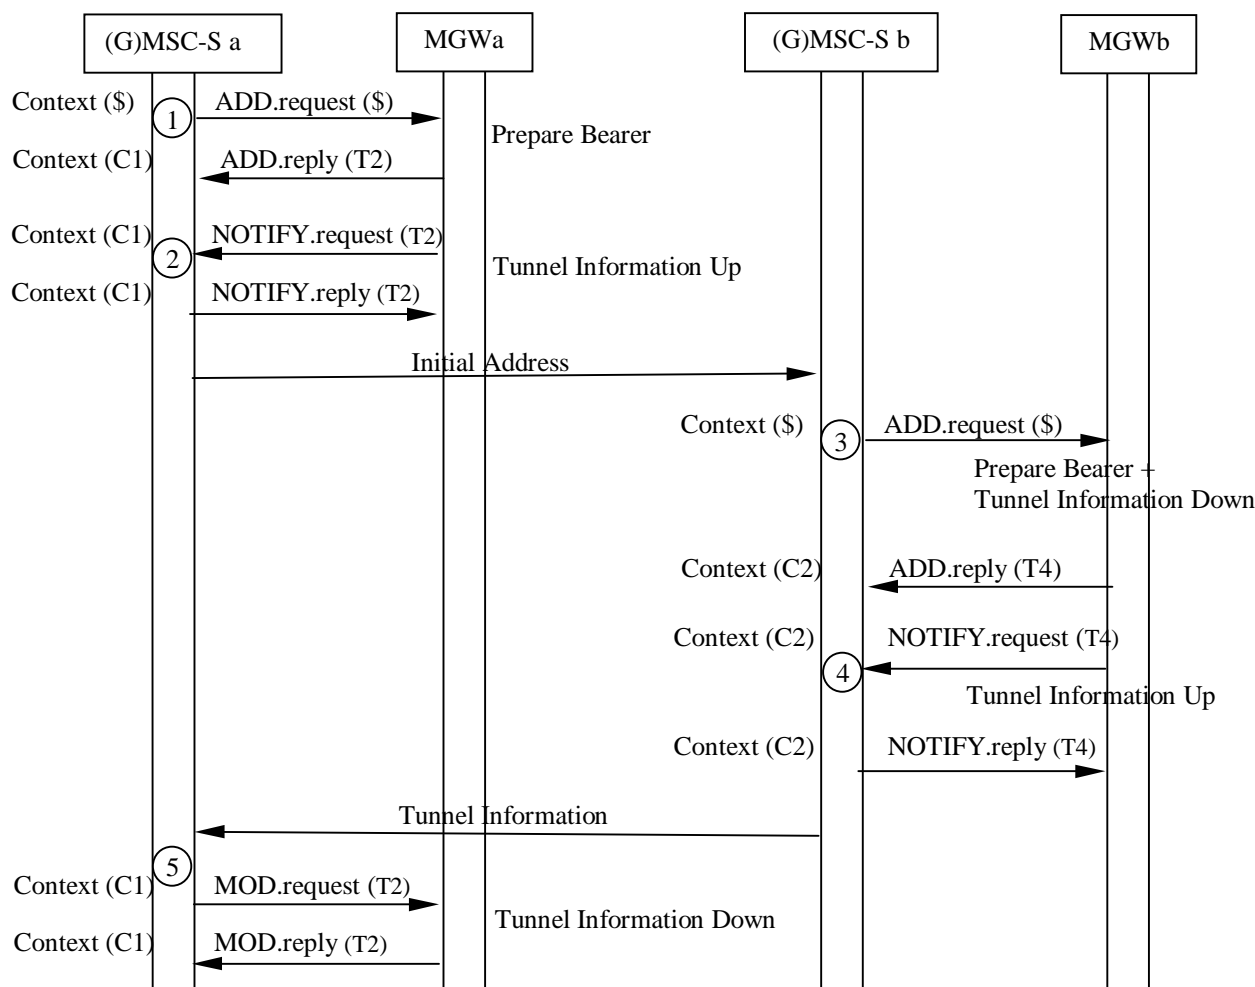 (G)MSC-S a
MGWa
(G)MSC-S b
MGWb
Context ($)
1
ADD.request ($)
Prepare Bearer
Context (C1)
ADD.reply (T2)
Context (C1)
2
NOTIFY.request (T2)
Tunnel Information Up
Context (C1)
NOTIFY.reply (T2)
Initial Address
Context ($)
3
ADD.request ($)
Prepare Bearer +
Tunnel Information Down
Context (C2)
ADD.reply (T4)
Context (C2)
NOTIFY.request (T4)
4
Tunnel Information Up
Context (C2)
NOTIFY.reply (T4)
Tunnel Information
5
Context (C1)
MOD.request (T2)
Tunnel Information Down
Context (C1)
MOD.reply (T2)